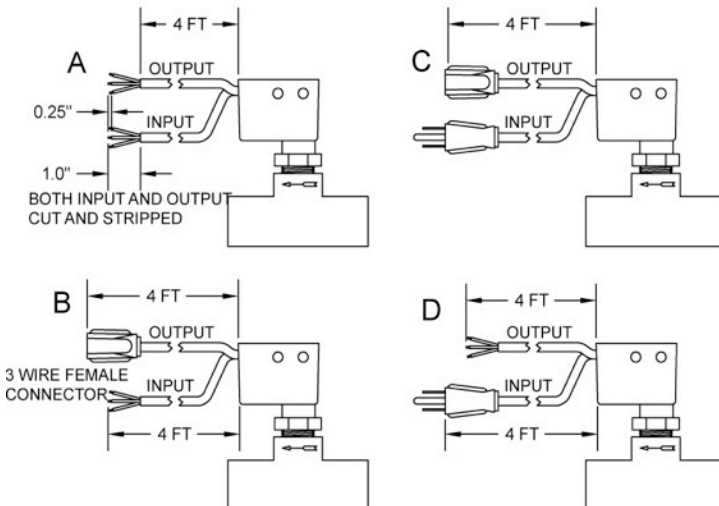 A
4 FT
OUTPUT
0.25"
INPUT
1.0"
BOTH INPUT AND OUTPUT
CUT AND STRIPPED
C
4 FT
OUTPUT
INPUT
B
4 FT
OUTPUT
3 WIRE FEMALE
CONNECTOR
INPUT
4 FT
D
4 FT
OUTPUT
INPUT
4 FT